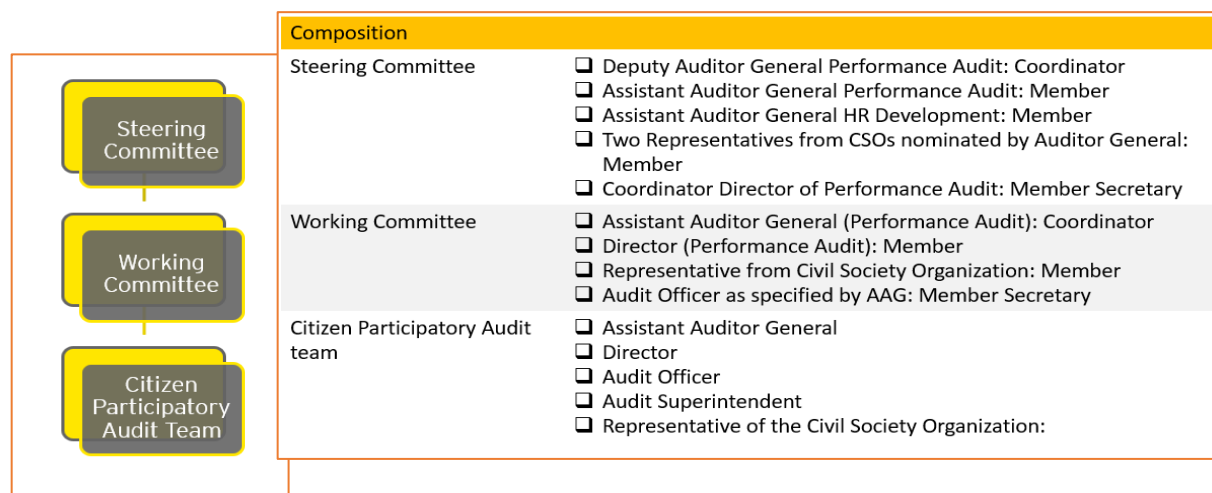 Steering
Committee
Working
Committee
Citizen
Participatory
Audit Team
Composition
Steering Committee
❑ Deputy Auditor General Performance Audit: Coordinator
❑ Assistant Auditor General Performance Audit: Member
❑ Assistant Auditor General HR Development: Member
❑ Two Representatives from CSOs nominated by Auditor General:
Member
❑ Coordinator Director of Performance Audit: Member Secretary
Working Committee
❑ Assistant Auditor General (Performance Audit): Coordinator
❑ Director (Performance Audit): Member
❑ Representative from Civil Society Organization: Member
❑ Audit Officer as specified by AAG: Member Secretary
Citizen Participatory Audit
team
❑ Assistant Auditor General
❑ Director
❑ Audit Officer
❑ Audit Superintendent
❑ Representative of the Civil Society Organization: